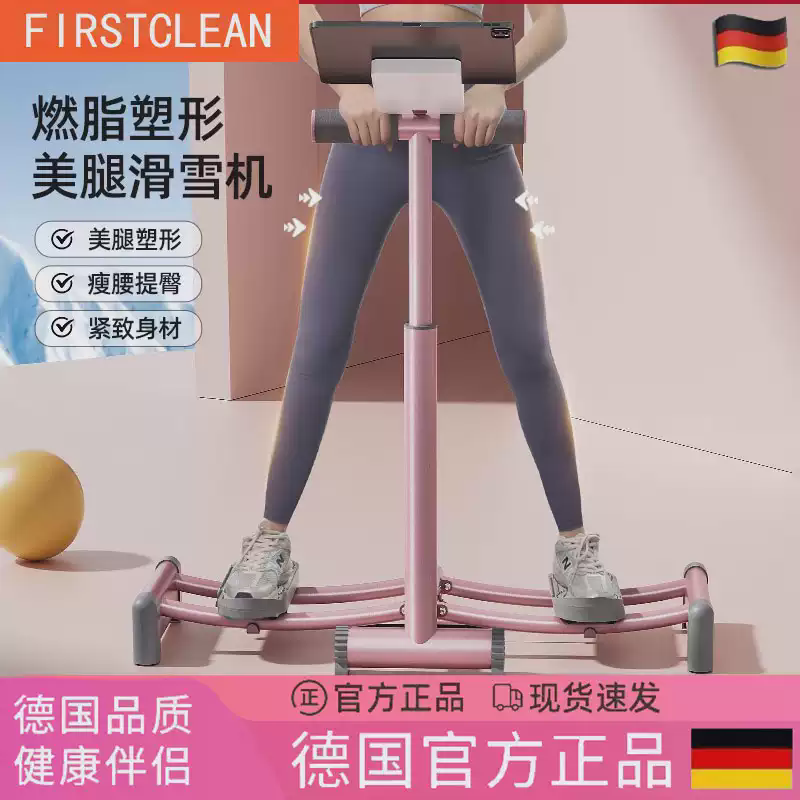 FIRSTCLEAN
燃脂塑形
美腿滑雪机
美腿塑形
瘦腰提臀
紧致身材
德国品质
健康伴侣
正 官方正品 现货速发
德国官方正品